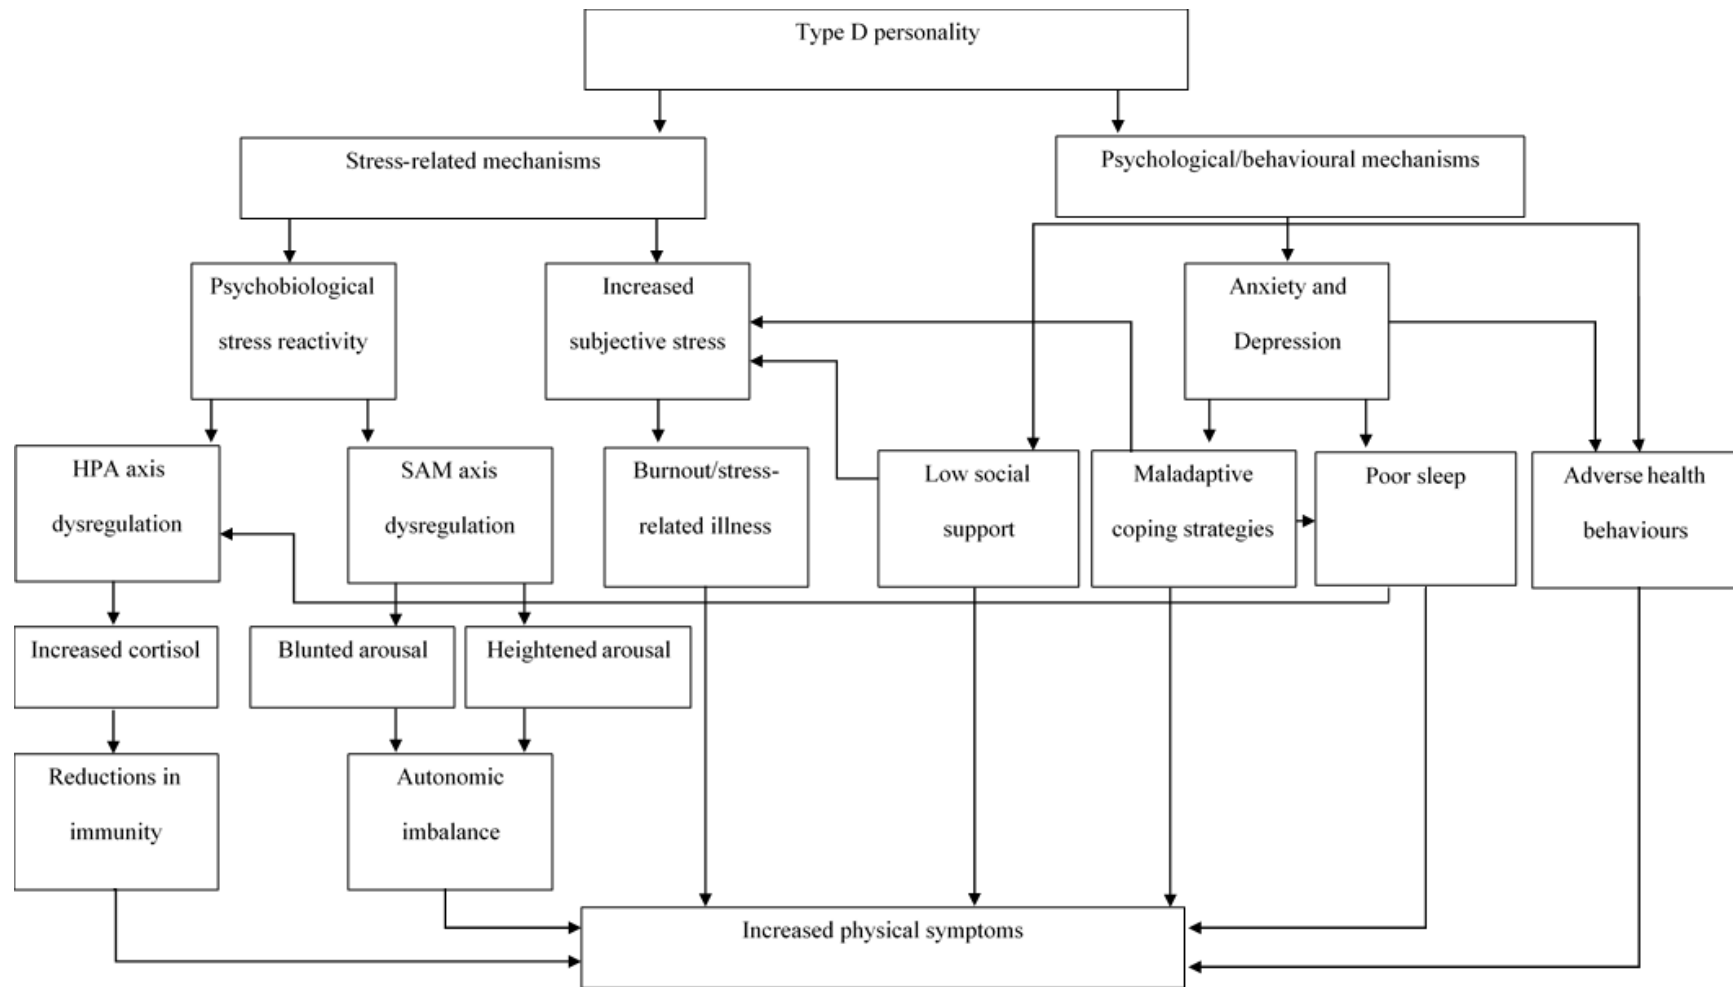 Type D personality
Stress-related mechanisms
Psychological/behavioural mechanisms
Psychobiological
stress reactivity
Increased
subjective stress
Anxiety and
Depression
HPA axis
dysregulation
SAM axis
dysregulation
Burnout/stress-
related illness
Low social
support
Maladaptive
coping strategies
Poor sleep
Adverse health
behaviours
Increased cortisol
Blunted arousal
Heightened arousal
Reductions in
immunity
Autonomic
imbalance
Increased physical symptoms